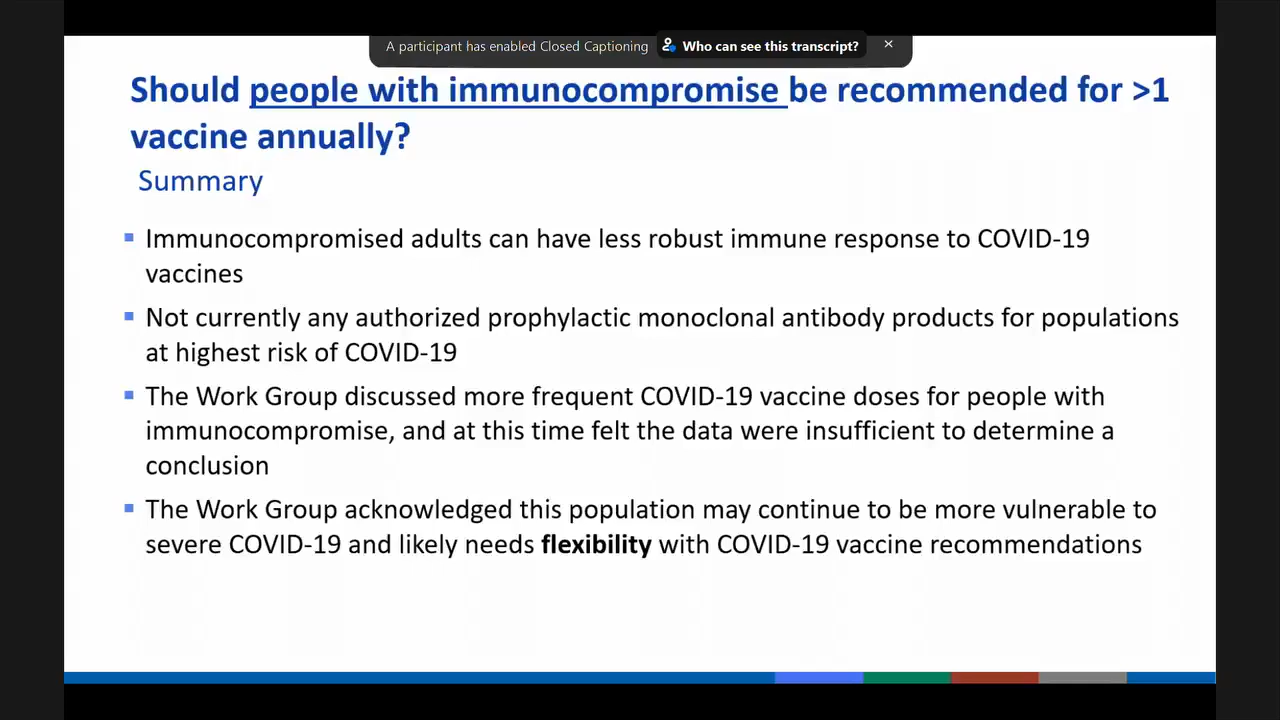 A participant has enabled Closed Captioning Who can see this transcript? ×
Should people with immunocompromise be recommended for >1
vaccine annually?
Summary
▪ Immunocompromised adults can have less robust immune response to COVID-19
vaccines
▪ Not currently any authorized prophylactic monoclonal antibody products for populations
at highest risk of COVID-19
▪ The Work Group discussed more frequent COVID-19 vaccine doses for people with
immunocompromise, and at this time felt the data were insufficient to determine a
conclusion
▪ The Work Group acknowledged this population may continue to be more vulnerable to
severe COVID-19 and likely needs flexibility with COVID-19 vaccine recommendations